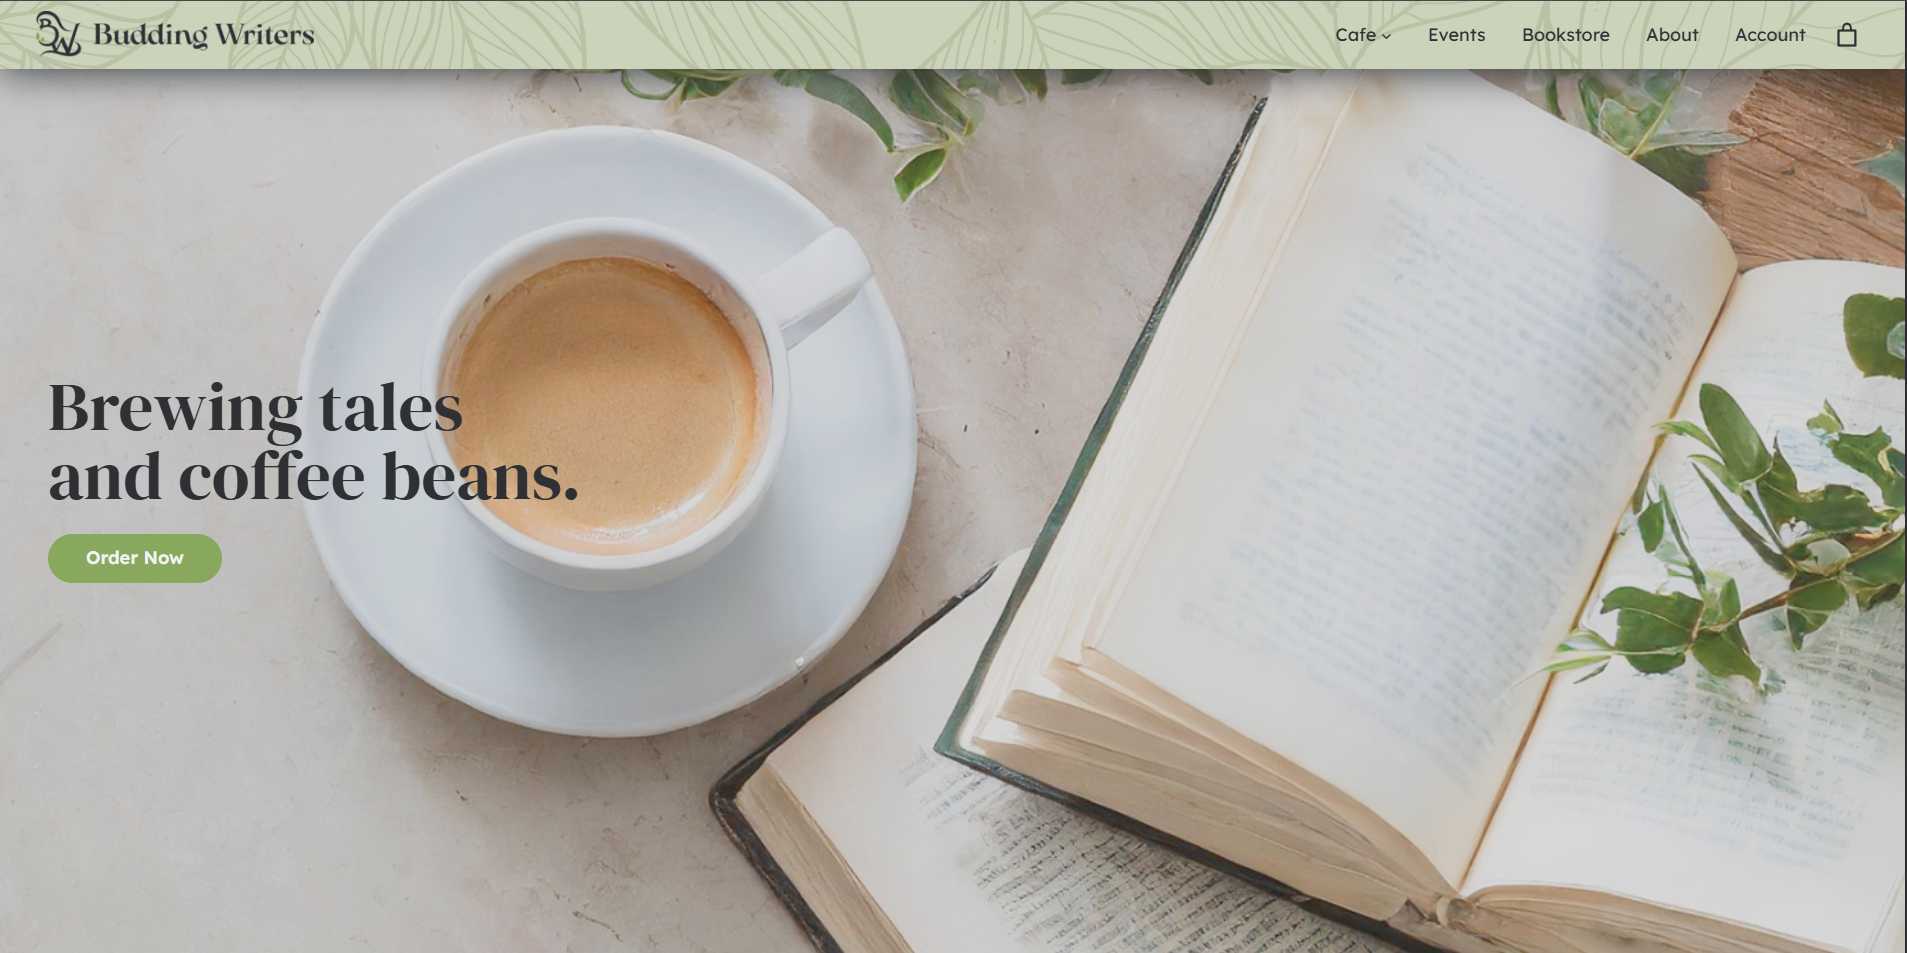 BW Budding Writers
Cafe Events Bookstore About Account
Brewing tales
and coffee beans.
Order Now